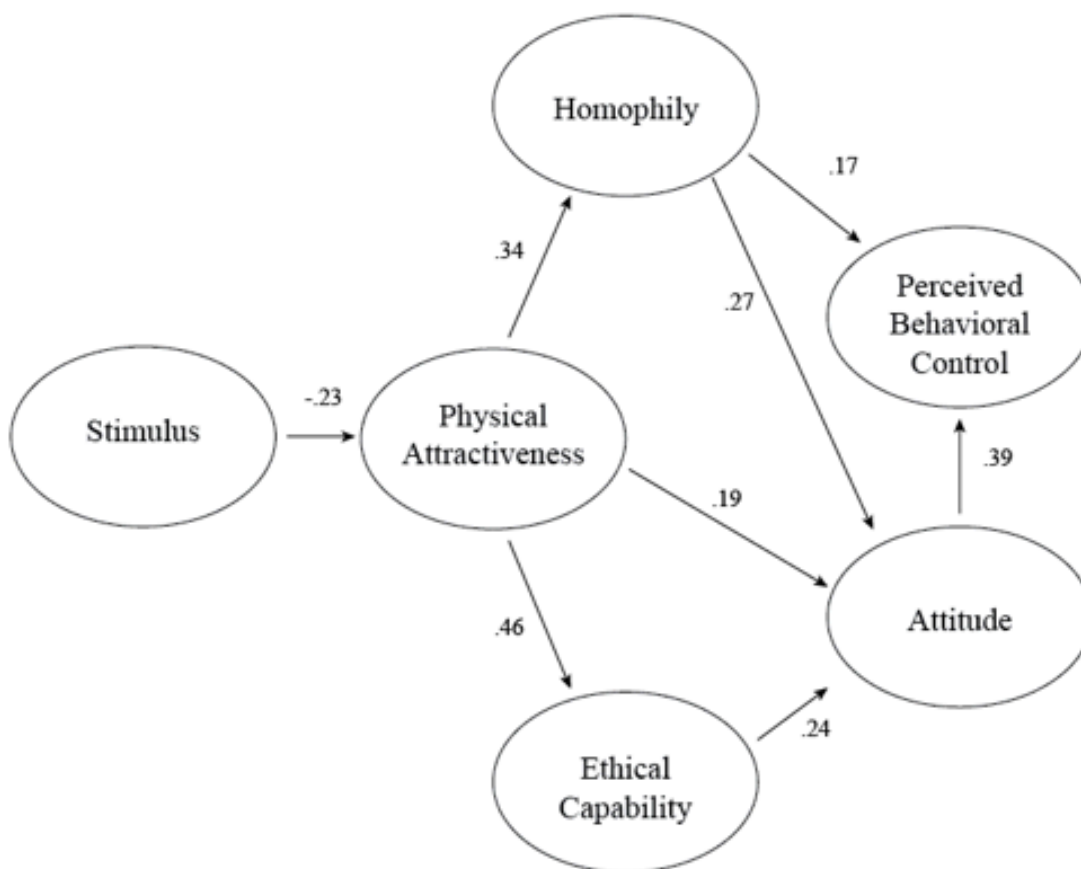 Homophily
.17
.34
.27
Perceived
Behavioral
Control
Stimulus
-.23
Physical
Attractiveness
.39
.19
.46
Attitude
.24
Ethical
Capability